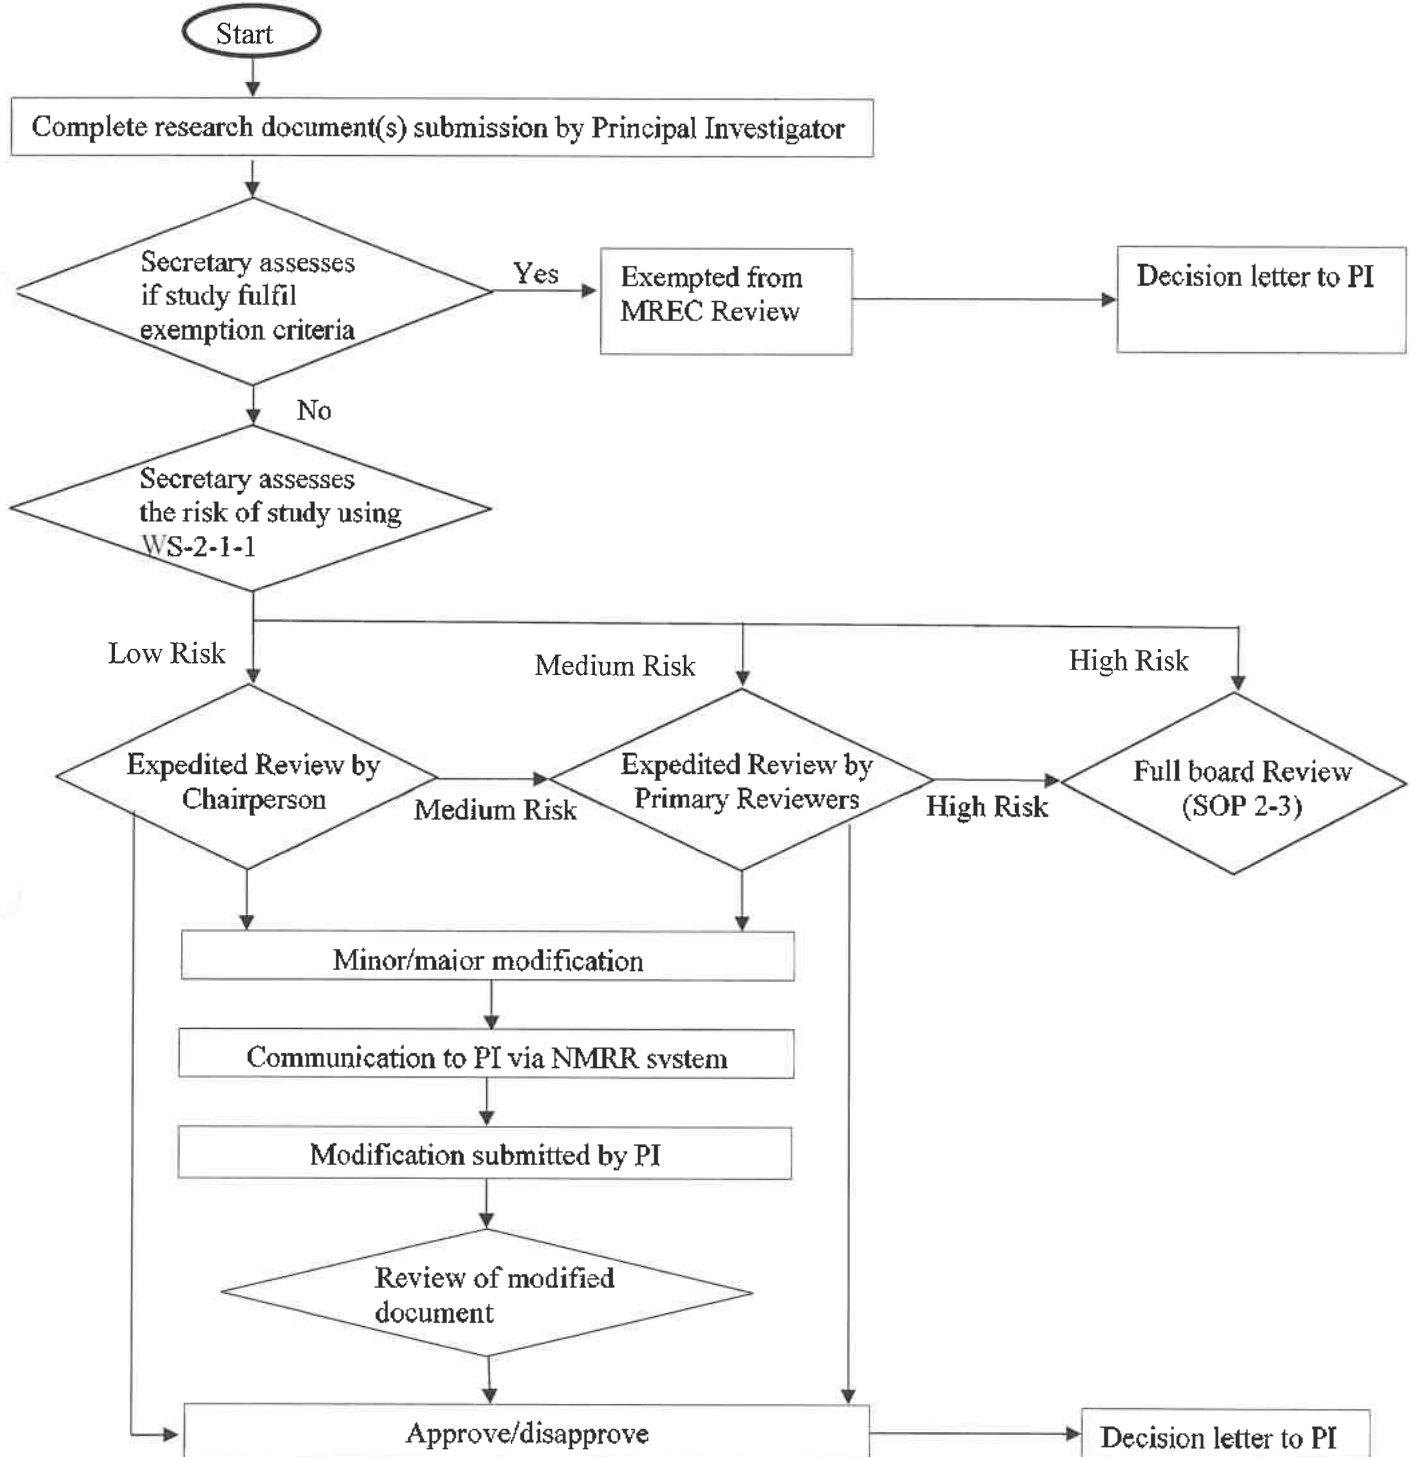 Start
Complete research document(s) submission by Principal Investigator
Secretary assesses
if study fulfil
exemption criteria
Yes
Exempted from
MREC Review
Decision letter to PI
No
Secretary assesses
the risk of study using
WS-2-1-1
Low Risk
Medium Risk
High Risk
Expedited Review by
Chairperson
Medium Risk
Expedited Review by
Primary Reviewers
High Risk
Full board Review
(SOP 2-3)
Minor/major modification
Communication to PI via NMRR system
Modification submitted by PI
Review of modified
document
Approve/disapprove
Decision letter to PI